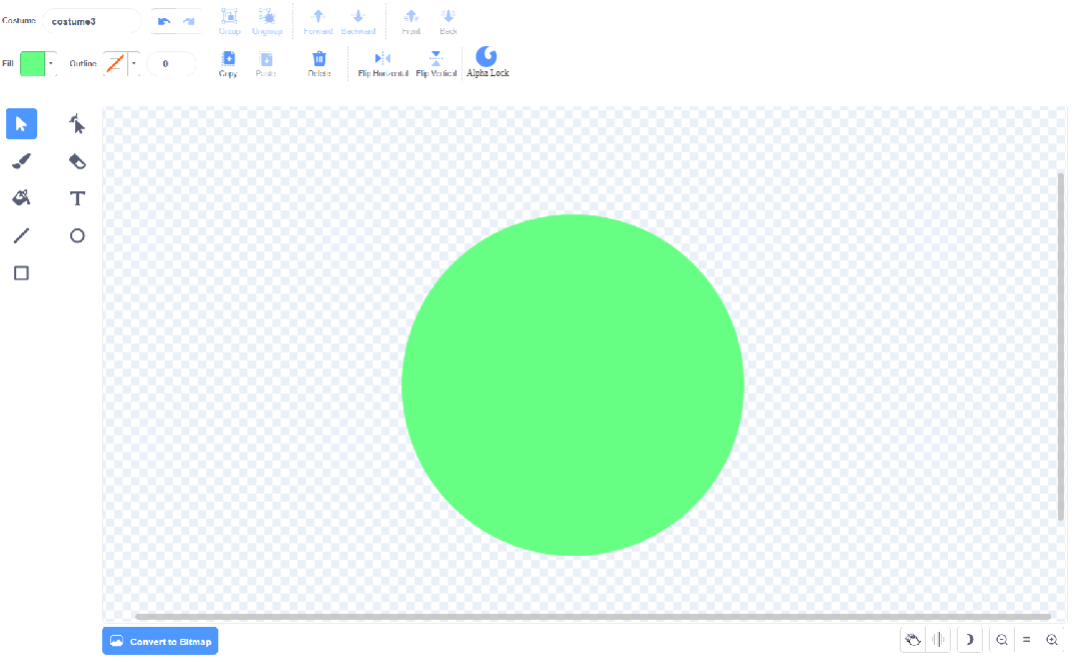 Costume costume3 Group Ungroup Forward Backward Front Back
Fill Outline 0 Copy Paste Delete Flip Horizontal Flip Vertical Alpha Lock
T
Convert to Bitmap